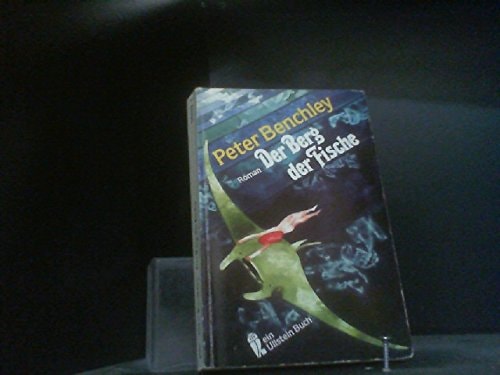 Peter Benchley
Der Berg
der Fische
Roman
ein
Ullstein Buch